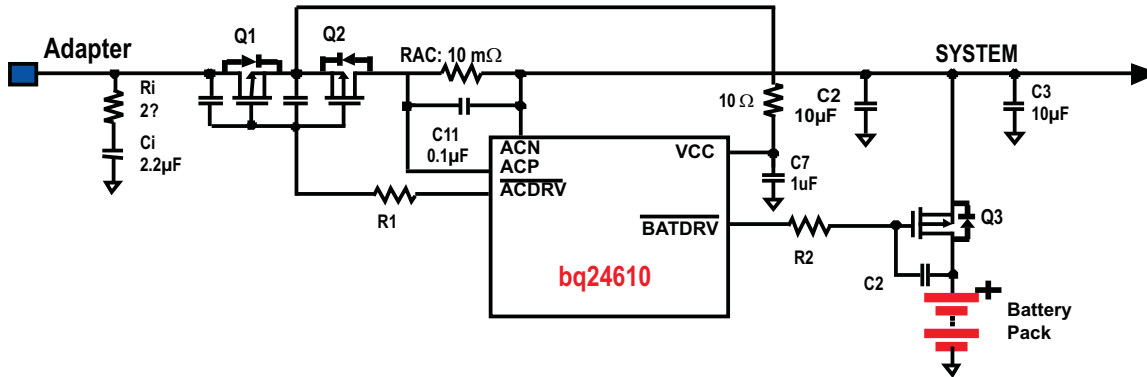 Adapter
Q1
Q2
RAC: 10 mΩ
SYSTEM
Ri
2?
Ci
2.2µF
C11
0.1µF
10 Ω
C2
10µF
C3
10µF
ACN
ACP
ACDRV
VCC
C7
1uF
R1
BATDRV
R2
Q3
bq24610
C2
+
Battery
Pack